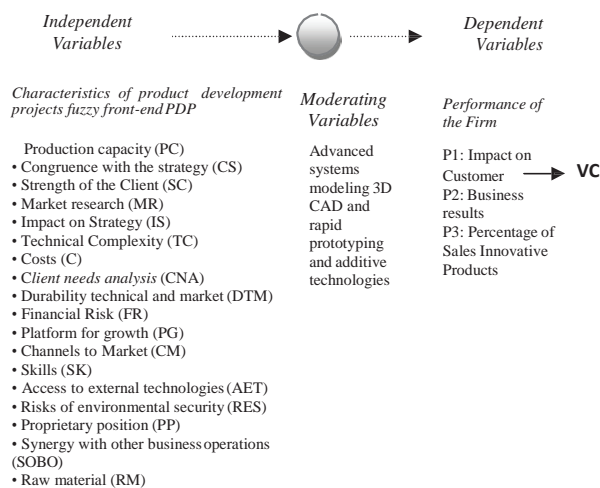 Independent
Variables
Dependent
Variables
Characteristics of product development
projects fuzzy front-end PDP
Production capacity (PC)
• Congruence with the strategy (CS)
• Strength of the Client (SC)
• Market research (MR)
• Impact on Strategy (IS)
• Technical Complexity (TC)
• Costs (C)
• Client needs analysis (CNA)
• Durability technical and market (DTM)
• Financial Risk (FR)
• Platform for growth (PG)
• Channels to Market (CM)
• Skills (SK)
• Access to external technologies (AET)
• Risks of environmental security (RES)
• Proprietary position (PP)
• Synergy with other business operations
(SOBO)
• Raw material (RM)
Moderating
Variables
Advanced
systems
modeling 3D
CAD and
rapid
prototyping
and additive
technologies
Performance of
the Firm
P1: Impact on
Customer
P2: Business
results
P3: Percentage of
Sales Innovative
Products
VC